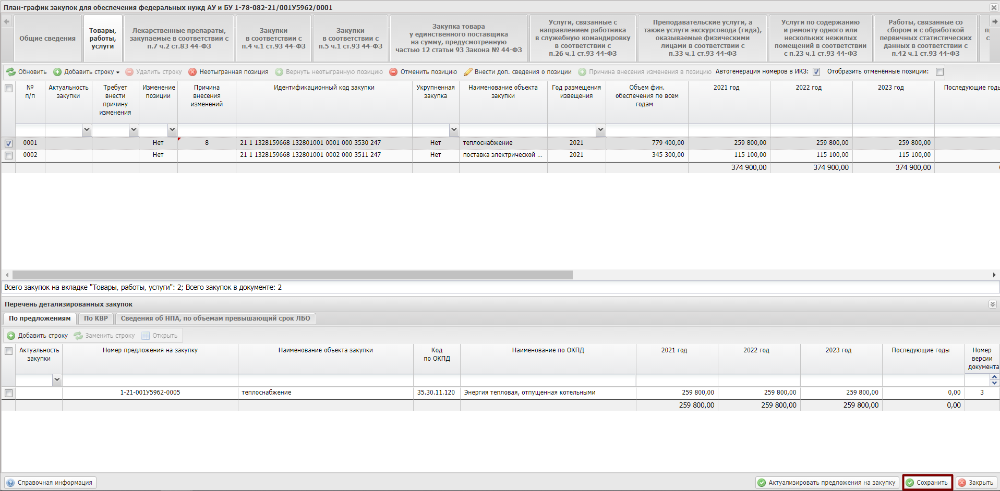 План-график закупок для обеспечения федеральных нужд АУ и БУ 1-78-082-21/001У5962/0001
Общие сведения
Товары,
работы,
услуги
Лекарственные препараты,
закупаемые в соответствии с
п.7 ч.2 ст.83 44-ФЗ
Закупки
в соответствии с
п.4 ч.1 ст.93 44-ФЗ
Закупки
в соответствии с
п.5 ч.1 ст.93 44-ФЗ
Закупка товара
у единственного поставщика
на сумму, предусмотренную
частью 12 статьи 93 Закона № 44-ФЗ
Услуги, связанные с
направлением работника
в служебную командировку
в соответствии с
п.26 ч.1 ст.93 44-ФЗ
Преподавательские услуги, а
также услуги экскурсовода (гида),
оказываемые физическими
лицами в соответствии с
п.33 ч.1 ст.93 44-ФЗ
Услуги по содержанию
и ремонту одного или
нескольких нежилых
помещений в соответствии
с п.23 ч.1 ст.93 44-ФЗ
Работы, связанные со
сбором и с обработкой
первичных статистических
данных в соответствии с
п.42 ч.1 ст.93 44-ФЗ
Обновить Добавить строку Удалить строку Неотыгранная позиция Вернуть неотыгранную позицию Отменить позицию Внести доп. сведения о позиции Причина внесения изменения в позицию Автогенерация номеров в ИКЗ: Отобразить отменённые позиции:
№
п/п
Актуальность
закупки
Требует
внести
причину
изменения
Изменение
позиции
Причина
внесения
изменений
Идентификационный код закупки
Укрупненная
закупка
Наименование объекта
закупки
Год размещения
извещения
Объем фин.
обеспечения по всем
годам
2021 год
2022 год
2023 год
Последующие годы
0001 Нет 8 21 1 1328159668 132801001 0001 000 3530 247 Нет теплоснабжение 2021 779 400,00 259 800,00 259 800,00 259 800,00
0002 Нет 21 1 1328159668 132801001 0002 000 3511 247 Нет поставка электрической ... 2021 345 300,00 115 100,00 115 100,00 115 100,00
374 900,00 374 900,00 374 900,00
Всего закупок на вкладке "Товары, работы, услуги": 2; Всего закупок в документе: 2
Перечень детализированных закупок
По предложениям По КВР Сведения об НПА, по объемам превышающий срок ЛБО
Добавить строку Заменить строку Открыть
Актуальность
закупки
Номер предложения на закупку
Наименование объекта закупки
Код
по ОКПД
Наименование по ОКПД
2021 год
2022 год
2023 год
Последующие годы
Номер
версии
документа
1-21-001У5962-0005 теплоснабжение 35.30.11.120 Энергия тепловая, отпущенная котельными 259 800,00 259 800,00 259 800,00 0,00 3
259 800,00 259 800,00 259 800,00 0,00
Справочная информация Актуализировать предложения на закупку Сохранить Закрыть